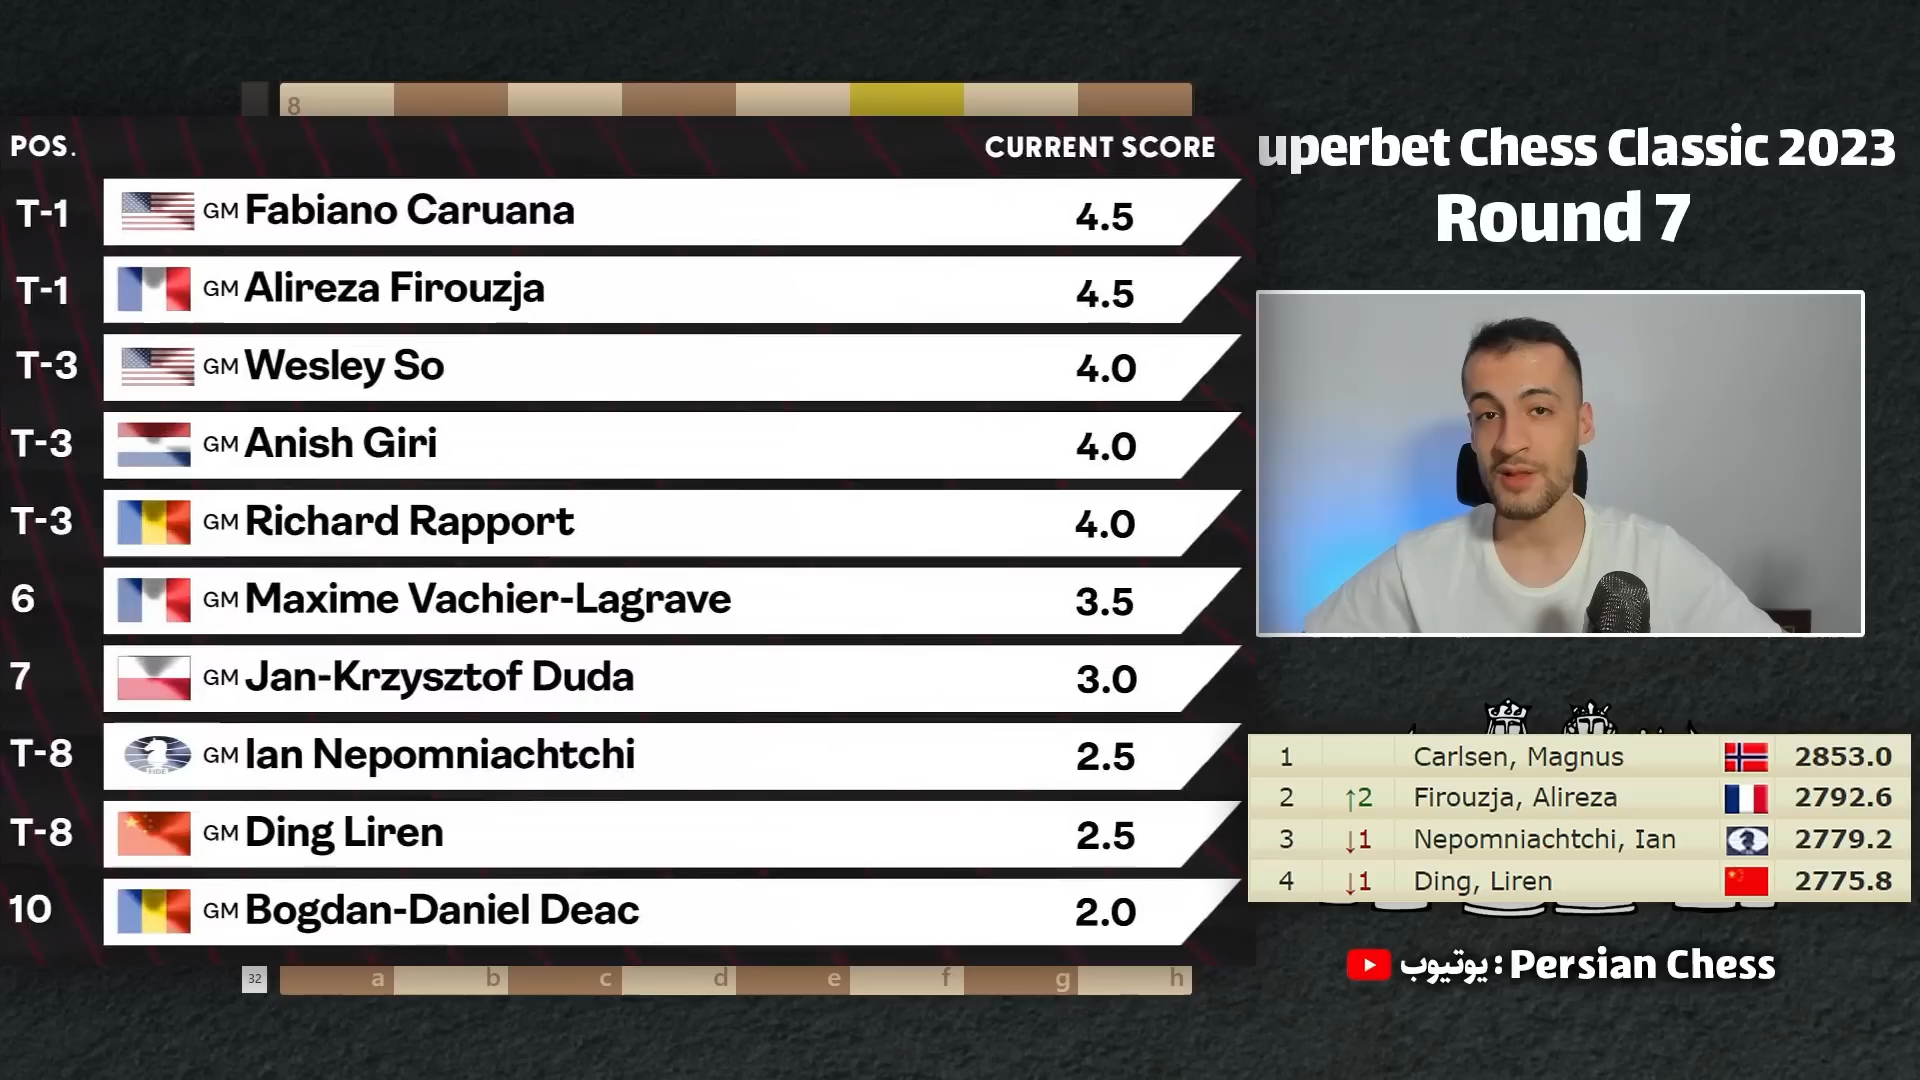 8
POS. CURRENT SCORE
T-1 GM Fabiano Caruana 4.5
T-1 GM Alireza Firouzja 4.5
T-3 GM Wesley So 4.0
T-3 GM Anish Giri 4.0
T-3 GM Richard Rapport 4.0
6 GM Maxime Vachier-Lagrave 3.5
7 GM Jan-Krzysztof Duda 3.0
T-8 GM Ian Nepomniachtchi 2.5
T-8 GM Ding Liren 2.5
10 GM Bogdan-Daniel Deac 2.0
32 a b c d e f g h
uperbet Chess Classic 2023
Round 7
1 Carlsen, Magnus 2853.0
2 ↑2 Firouzja, Alireza 2792.6
3 ↓1 Nepomniachtchi, Ian 2779.2
4 ↓1 Ding, Liren 2775.8
یوتیوب : Persian Chess
FIDE